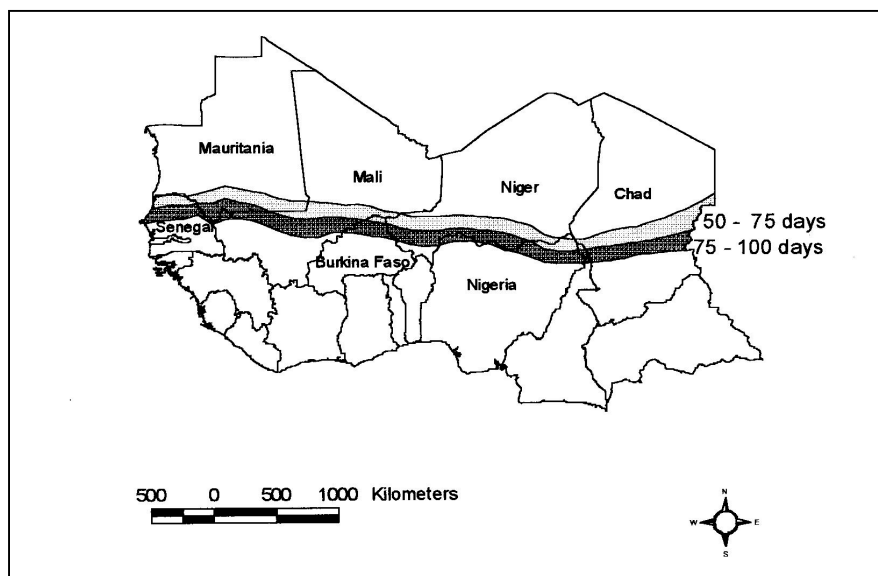 Mauritania
Mali
Niger
Chad
50 - 75 days
Senegal
75 - 100 days
Burkina Faso
Nigeria
500 0 500 1000 Kilometers
N
W E
S